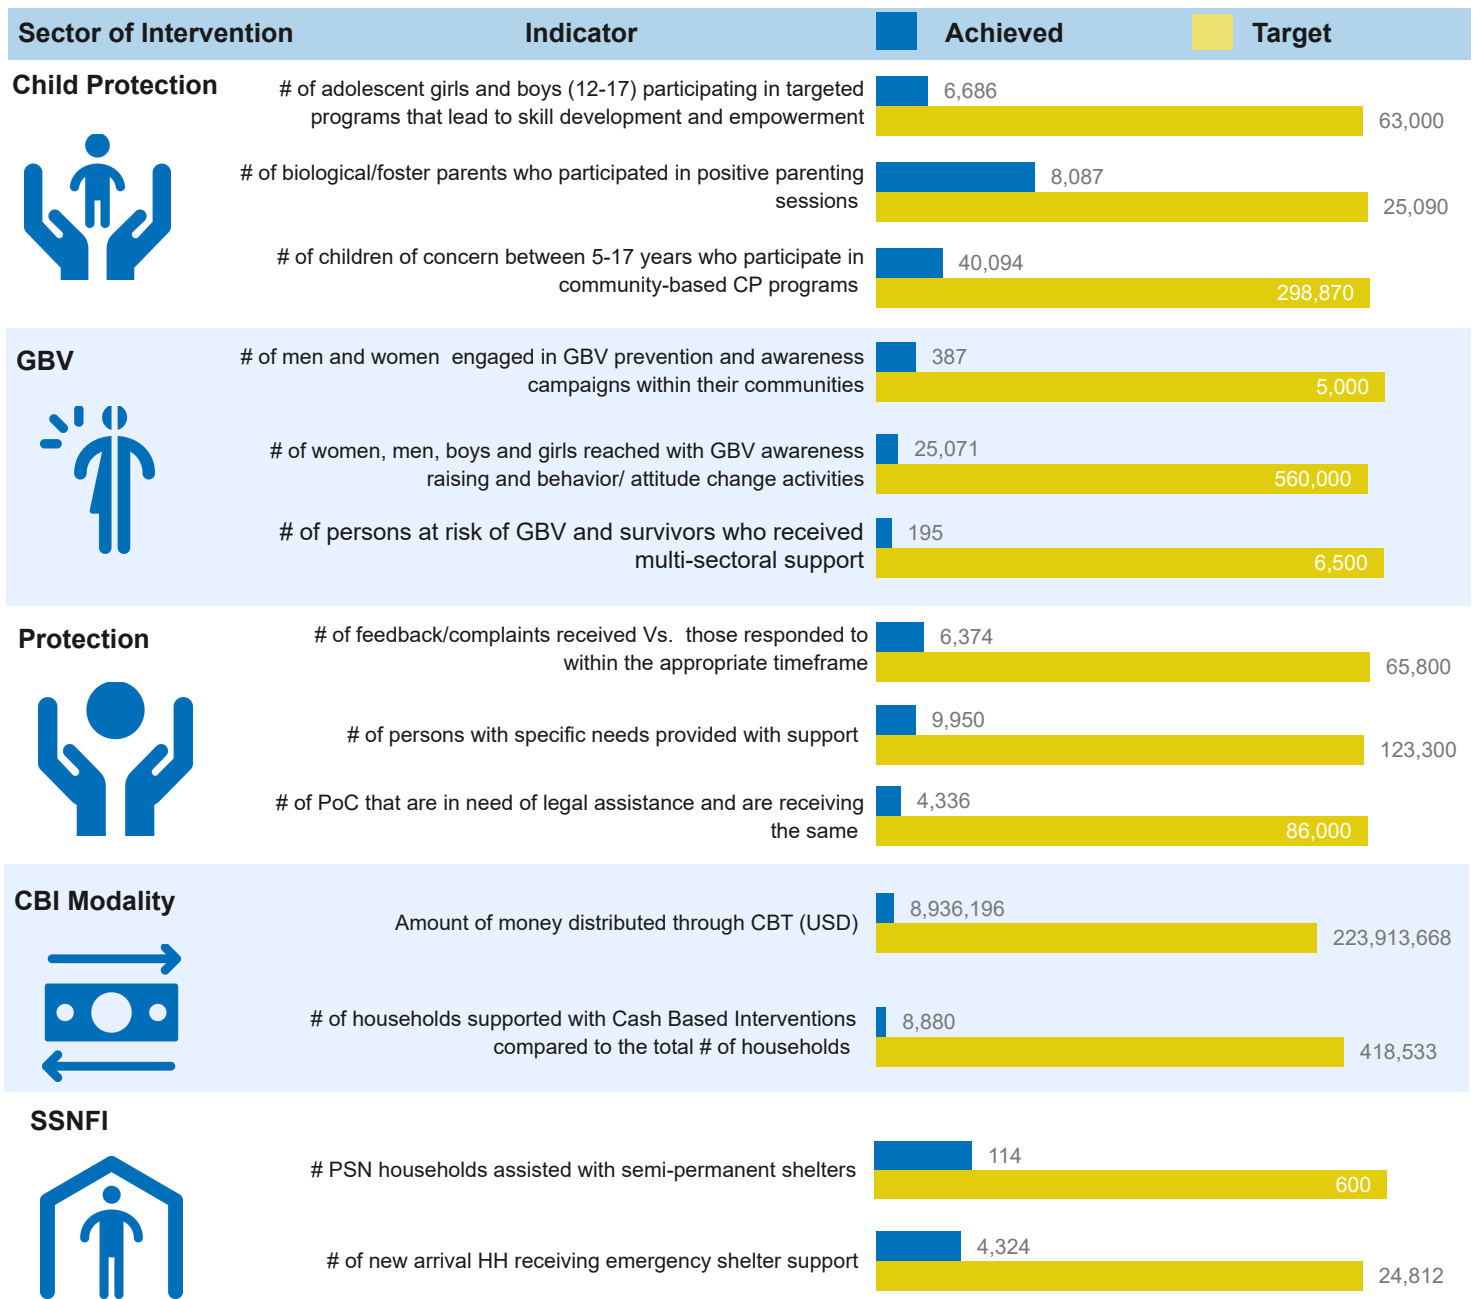 Sector of Intervention Indicator Achieved Target
Child Protection
# of adolescent girls and boys (12-17) participating in targeted
programs that lead to skill development and empowerment
6,686
63,000
# of biological/foster parents who participated in positive parenting
sessions
8,087
25,090
# of children of concern between 5-17 years who participate in
community-based CP programs
40,094
298,870
GBV
# of men and women engaged in GBV prevention and awareness
campaigns within their communities
387
5,000
# of women, men, boys and girls reached with GBV awareness
raising and behavior/ attitude change activities
25,071
560,000
# of persons at risk of GBV and survivors who received
multi-sectoral support
195
6,500
Protection
# of feedback/complaints received Vs. those responded to
within the appropriate timeframe
6,374
65,800
# of persons with specific needs provided with support
9,950
123,300
# of PoC that are in need of legal assistance and are receiving
the same
4,336
86,000
CBI Modality
Amount of money distributed through CBT (USD)
8,936,196
223,913,668
# of households supported with Cash Based Interventions
compared to the total # of households
8,880
418,533
SSNFI
# PSN households assisted with semi-permanent shelters
114
600
# of new arrival HH receiving emergency shelter support
4,324
24,812